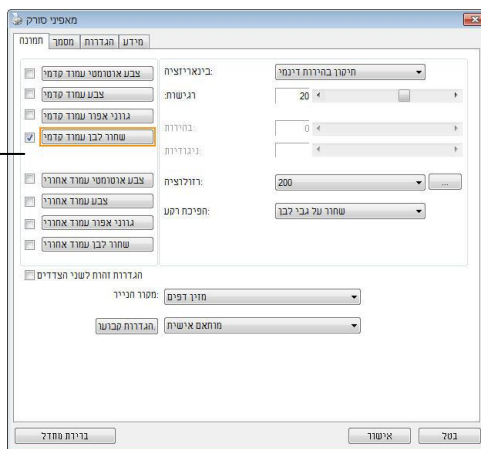 מאפיני סורק
תמונה מסמך הגדרות מידע
צבע אוטומטי עמוד קדמי
צבע עמוד קדמי
גווני אפור עמוד קדמי
שחור לבן עמוד קדמי
צבע אוטומטי עמוד אחורי
צבע עמוד אחורי
גווני אפור עמוד אחורי
שחור לבן עמוד אחורי
בינאריזציה: תיקון בהירות דינמי
רגישות: 20
בהירות: 0
ניגודיות:
רזולוציה: 200 ...
הפיכת רקע: שחור על גבי לבן
הגדרות זהות לשני הצדדים
מקור הנייר: מזין דפים
הגדרות קבועו. מותאם אישית
ברירת מחדל אישור בטל